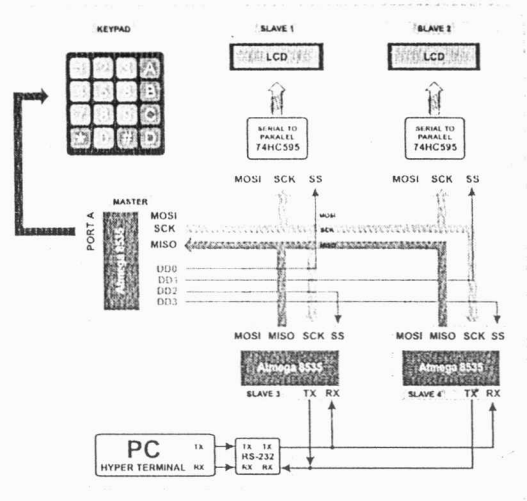 KEYPAD
SLAVE 1
SLAVE 2
LCD
LCD
A
B
C
* 0 # D
SERIAL TO
PARALEL
74HC595
SERIAL TO
PARALEL
74HC595
MOSI SCK SS
MOSI SCK SS
MASTER
PORT A
Atmega 8535
MOSI
SCK
MISO
MOSI
SCK
MISO
DD0
DD1
DD2
DD3
MOSI MISO SCK SS
MOSI MISO SCK SS
Atmega 8535
Atmega 8535
SLAVE 3 TX RX
SLAVE 4 TX RX
PC TX
HYPER TERMINAL RX
TX TX
RS-232
RX RX